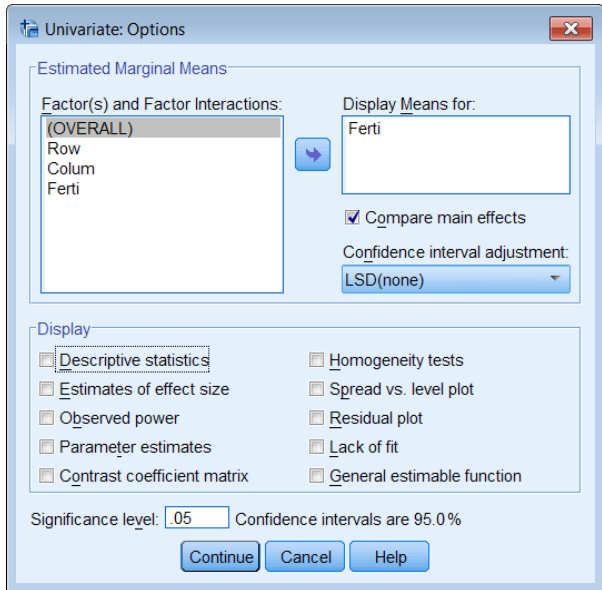 Univariate: Options
Estimated Marginal Means
Factor(s) and Factor Interactions:
(OVERALL)
Row
Colum
Ferti
Display Means for:
Ferti
Compare main effects
Confidence interval adjustment:
LSD(none)
Display
Descriptive statistics
Estimates of effect size
Observed power
Parameter estimates
Contrast coefficient matrix
Homogeneity tests
Spread vs. level plot
Residual plot
Lack of fit
General estimable function
Significance level: .05 Confidence intervals are 95.0%
Continue Cancel Help